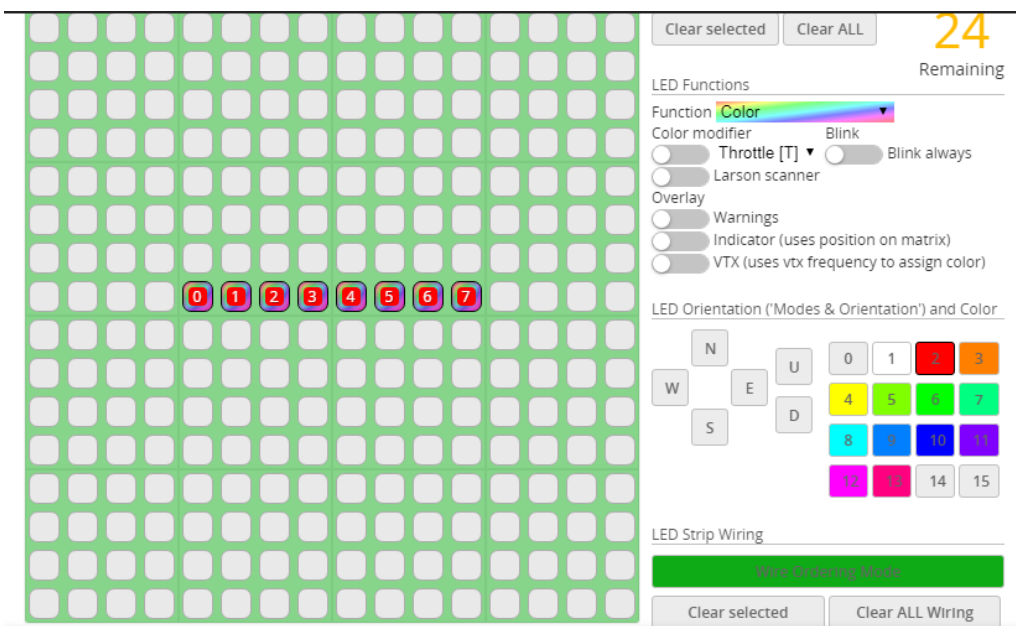 Clear selected Clear ALL 24
Remaining
LED Functions
Function Color
Color modifier Blink
Throttle [T] Blink always
Larson scanner
Overlay
Warnings
Indicator (uses position on matrix)
VTX (uses vtx frequency to assign color)
0 1 2 3 4 5 6 7
LED Orientation ('Modes & Orientation') and Color
N
U
W E
D
S
0 1 2 3
4 5 6 7
8 9 10 11
12 13 14 15
LED Strip Wiring
Wire Ordering Mode
Clear selected Clear ALL Wiring